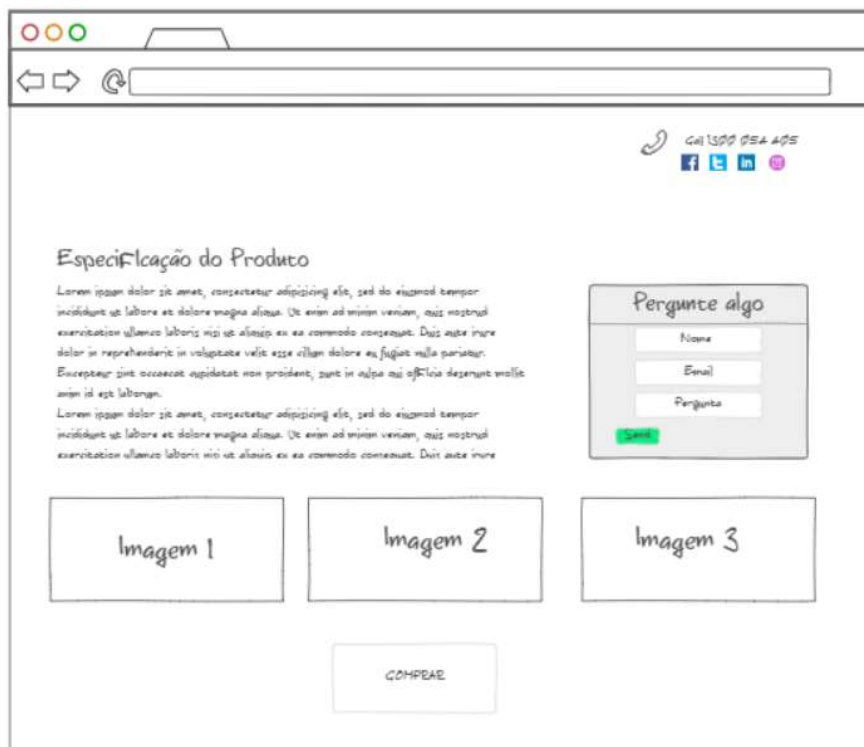 Call 1300 054 405
Especificação do Produto
Lorem ipsum dolor sit amet, consectetur adipisicing elit, sed do eiusmod tempor
incididunt ut labore et dolore magna aliqua. Ut enim ad minim veniam, quis nostrud
exercitation ullamco laboris nisi ut aliquip ex ea commodo consequat. Duis aute irure
dolor in reprehenderit in voluptate velit esse cillum dolore eu fugiat nulla pariatur.
Excepteur sint occaecat cupidatat non proident, sunt in culpa qui officia deserunt mollit
anim id est laborum.
Lorem ipsum dolor sit amet, consectetur adipisicing elit, sed do eiusmod tempor
incididunt ut labore et dolore magna aliqua. Ut enim ad minim veniam, quis nostrud
exercitation ullamco laboris nisi ut aliquip ex ea commodo consequat. Duis aute irure
Pergunte algo
Nome
Email
Pergunta
Send
Imagem 1
Imagem 2
Imagem 3
COMPRAR